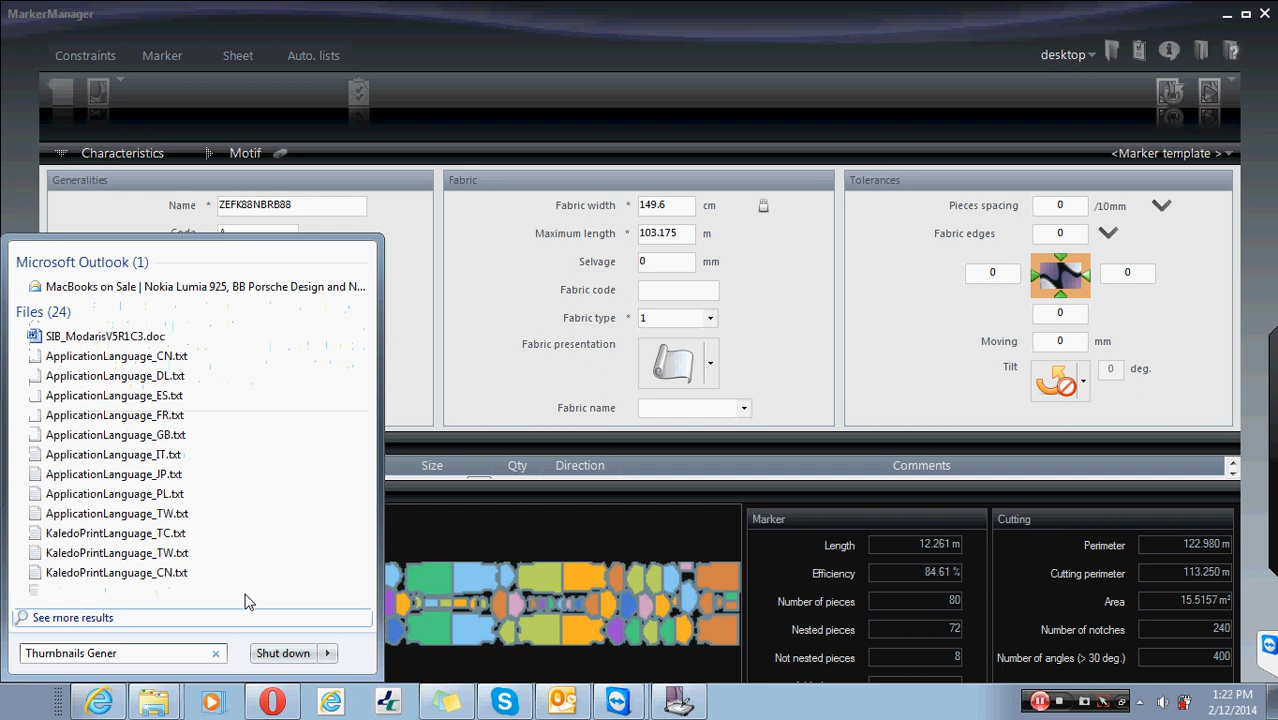 MarkerManager
Constraints Marker Sheet Auto. lists desktop
Characteristics Motif <Marker template >
Generalities
Name * ZEFK88NBRB88
Code A
Fabric
Fabric width * 149.6 cm
Maximum length * 103.175 m
Selvage 0 mm
Fabric code
Fabric type * 1
Fabric presentation
Fabric name
Tolerances
Pieces spacing 0 /10mm
Fabric edges 0
0 0
0
Moving 0 mm
Tilt 0 deg.
Microsoft Outlook (1)
MacBooks on Sale | Nokia Lumia 925, BB Porsche Design and N...
Files (24)
SIB_ModarisV5R1C3.doc
ApplicationLanguage_CN.txt
ApplicationLanguage_DL.txt
ApplicationLanguage_ES.txt
ApplicationLanguage_FR.txt
ApplicationLanguage_GB.txt
ApplicationLanguage_IT.txt
ApplicationLanguage_JP.txt
ApplicationLanguage_PL.txt
ApplicationLanguage_TW.txt
KaledoPrintLanguage_TC.txt
KaledoPrintLanguage_TW.txt
KaledoPrintLanguage_CN.txt
See more results
Thumbnails Gener
Shut down
Size Qty Direction Comments
Marker
Length 12.261 m
Efficiency 84.61 %
Number of pieces 80
Nested pieces 72
Not nested pieces 8
Cutting
Perimeter 122.980 m
Cutting perimeter 113.250 m
Area 15.5157 m²
Number of notches 240
Number of angles (> 30 deg.) 400
1:22 PM
2/12/2014